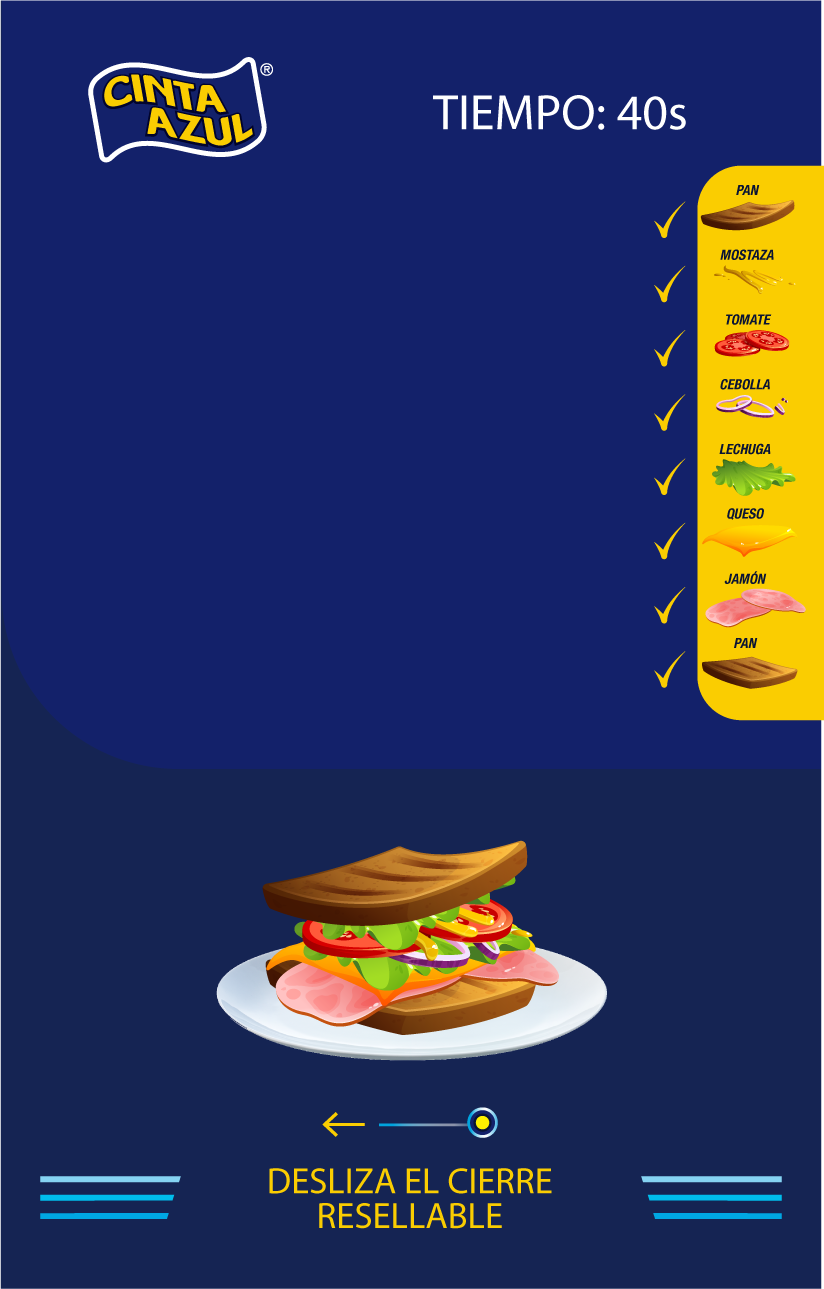 CINTA
AZUL®
TIEMPO: 40s
PAN
MOSTAZA
TOMATE
CEBOLLA
LECHUGA
QUESO
JAMÓN
PAN
DESLIZA EL CIERRE
RESELLABLE